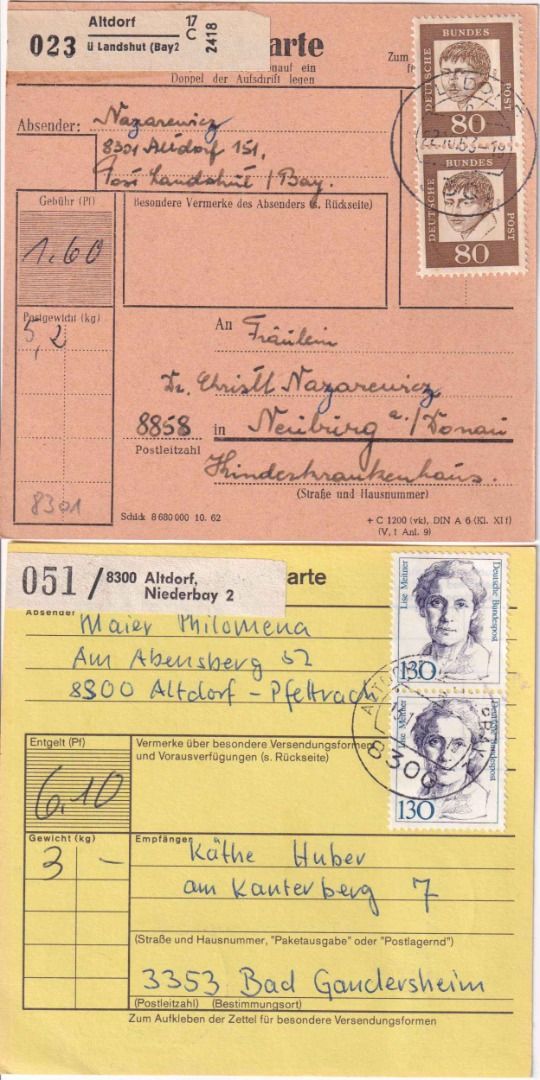 Altdorf
17
C
023
ü Landshut (Bay2
2418
arte
Zum
onauf ein
Doppel der Aufschrift legen
DEUTSCHE BUNDES POST
80
DEUTSCHE BUNDES POST
80
Absender: Nazarewicz
8301 Altdorf 151,
Post Landshut / Bay.
Gebühr (Pf)
Besondere Vermerke des Absenders (s. Rückseite)
1.60
Postgewicht (kg)
5,2
An Fräulein
Dr. Christl Nazarewicz
8858 in Neuburg a./Donau
Postleitzahl
Kinderkrankenhaus.
(Straße und Hausnummer)
8301
Schick 8 680 000 10. 62
+ C 1200 (vk), DIN A 6 (Kl. XI f)
(V, 1 Anl. 9)
051 / 8300 Altdorf,
Niederbay 2
arte
Absender
Maier Philomena
Am Abensberg 52
8300 Altdorf - Pfettrach
Lise Meitner
Deutsche Bundespost
130
Lise Meitner
Deutsche Bundespost
130
8300
Entgelt (Pf)
Vermerke über besondere Versendungsformen
und Vorausverfügungen (s. Rückseite)
6,10
Gewicht (kg)
3 -
Empfänger
Käthe Huber
am Kanterberg 7
(Straße und Hausnummer, "Paketausgabe" oder "Postlagernd")
3353 Bad Gandersheim
(Postleitzahl) (Bestimmungsort)
Zum Aufkleben der Zettel für besondere Versendungsformen